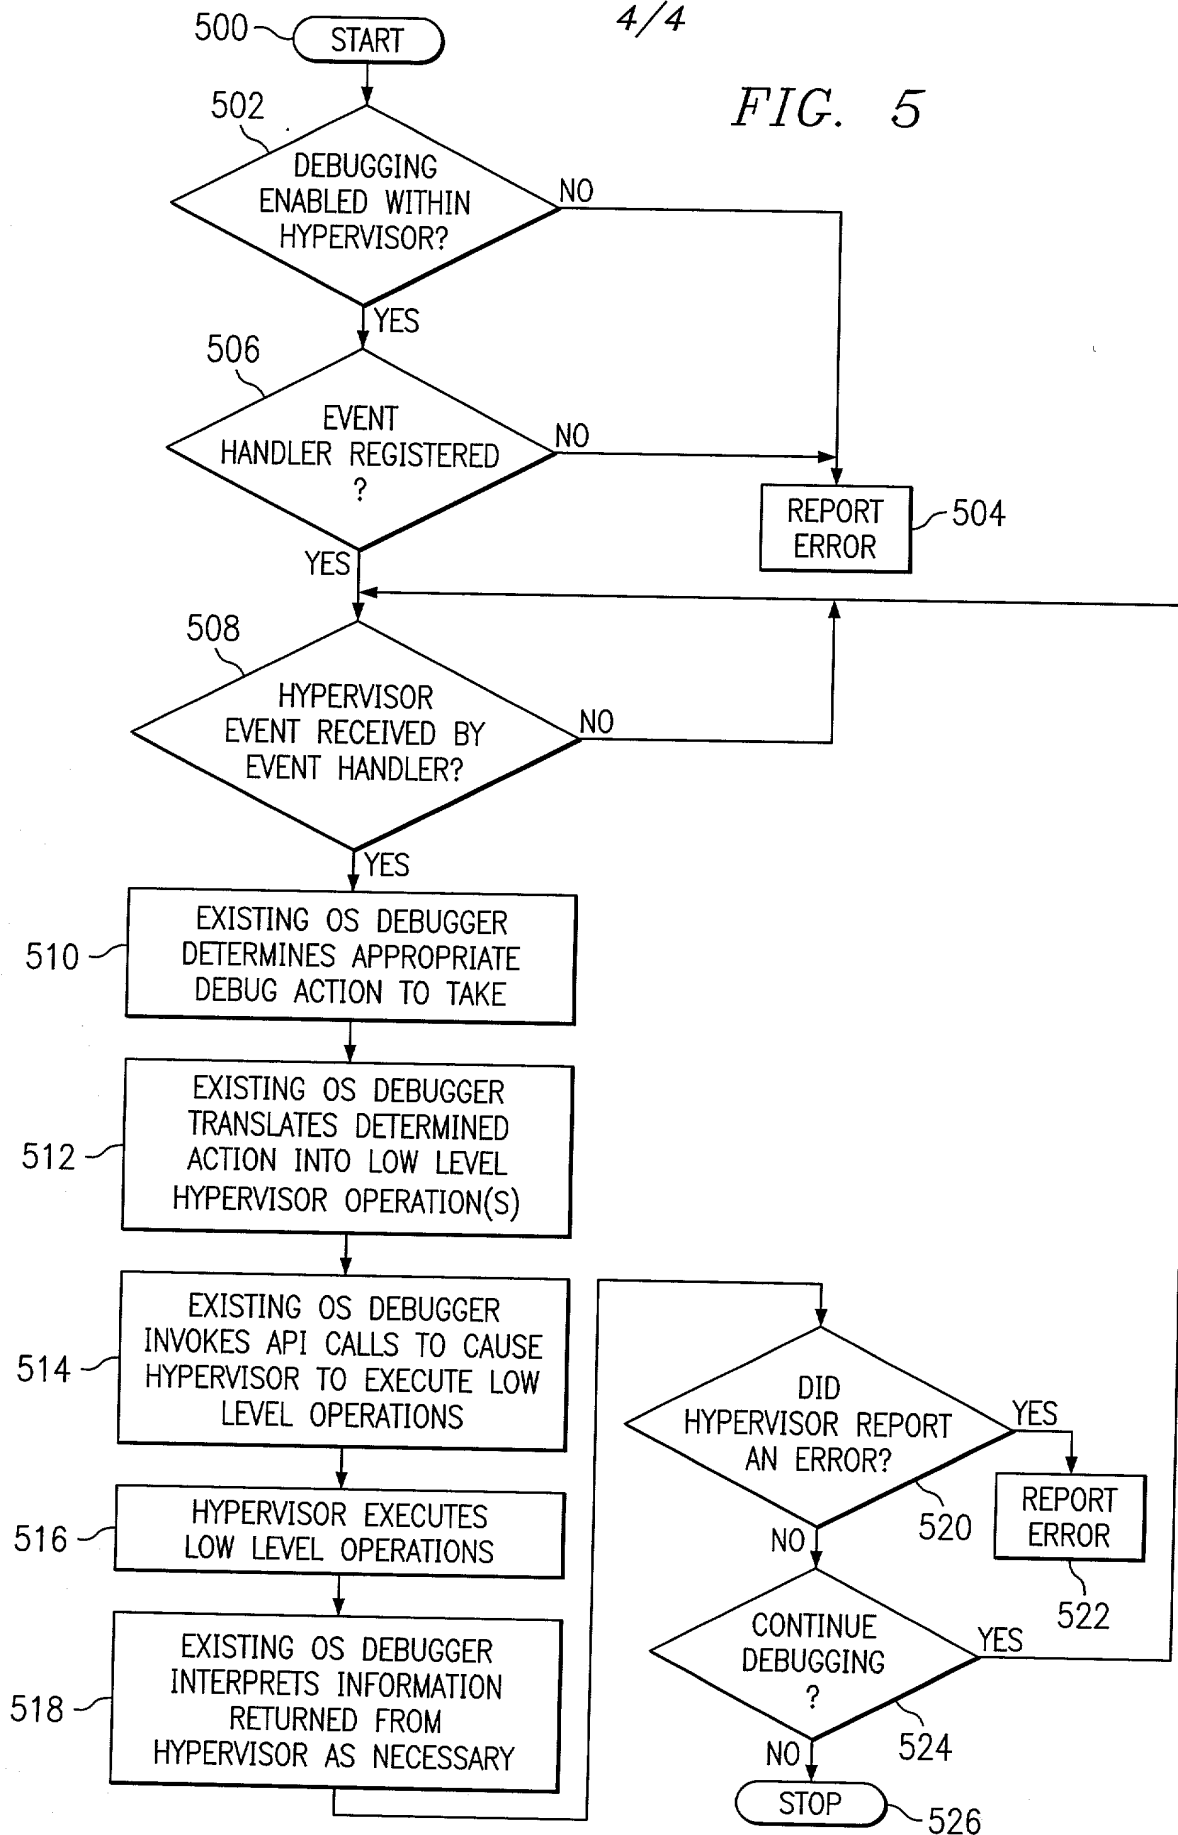 4/4
FIG. 5
500
START
502
DEBUGGING
ENABLED WITHIN
HYPERVISOR?
NO
YES
506
EVENT
HANDLER REGISTERED
?
NO
YES
REPORT
ERROR
504
508
HYPERVISOR
EVENT RECEIVED BY
EVENT HANDLER?
NO
YES
510
EXISTING OS DEBUGGER
DETERMINES APPROPRIATE
DEBUG ACTION TO TAKE
512
EXISTING OS DEBUGGER
TRANSLATES DETERMINED
ACTION INTO LOW LEVEL
HYPERVISOR OPERATION(S)
514
EXISTING OS DEBUGGER
INVOKES API CALLS TO CAUSE
HYPERVISOR TO EXECUTE LOW
LEVEL OPERATIONS
516
HYPERVISOR EXECUTES
LOW LEVEL OPERATIONS
518
EXISTING OS DEBUGGER
INTERPRETS INFORMATION
RETURNED FROM
HYPERVISOR AS NECESSARY
DID
HYPERVISOR REPORT
AN ERROR?
YES
520
NO
REPORT
ERROR
522
CONTINUE
DEBUGGING
?
YES
524
NO
STOP
526